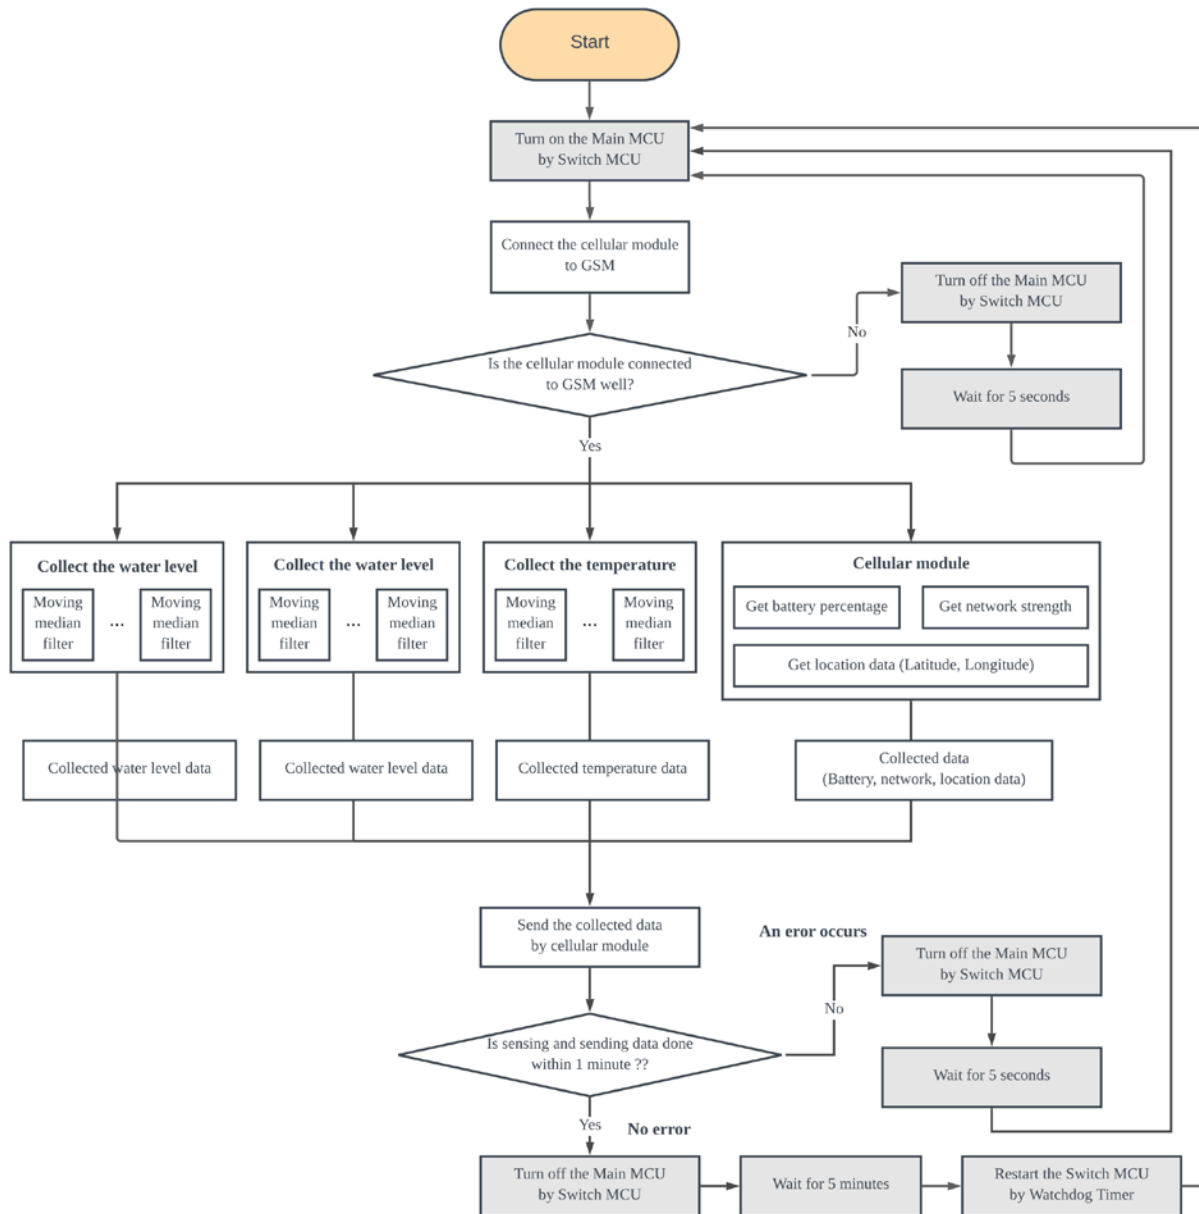 Start
Turn on the Main MCU
by Switch MCU
Connect the cellular module
to GSM
Turn off the Main MCU
by Switch MCU
No
Is the cellular module connected
to GSM well?
Wait for 5 seconds
Yes
Collect the water level
Moving
median
filter
...
Moving
median
filter
Collect the water level
Moving
median
filter
...
Moving
median
filter
Collect the temperature
Moving
median
filter
...
Moving
median
filter
Cellular module
Get battery percentage
Get network strength
Get location data (Latitude, Longitude)
Collected water level data
Collected water level data
Collected temperature data
Collected data
(Battery, network, location data)
Send the collected data
by cellular module
An eror occurs
Turn off the Main MCU
by Switch MCU
No
Is sensing and sending data done
within 1 minute ??
Wait for 5 seconds
Yes
No error
Turn off the Main MCU
by Switch MCU
Wait for 5 minutes
Restart the Switch MCU
by Watchdog Timer